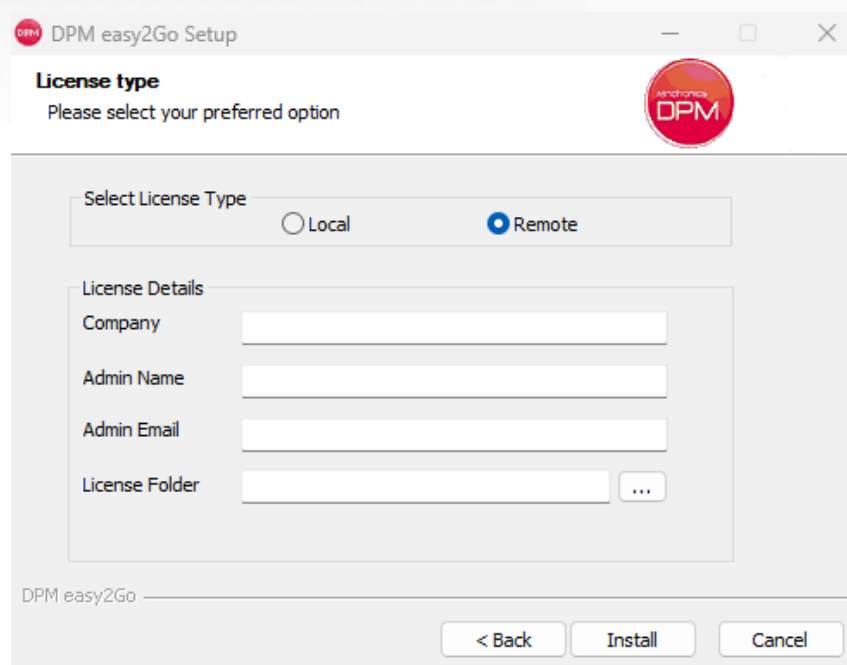 DPM
DPM easy2Go Setup
License type
Please select your preferred option
DPM
Select License Type
Local
Remote
License Details
Company
Admin Name
Admin Email
License Folder
...
DPM easy2Go
< Back
Install
Cancel